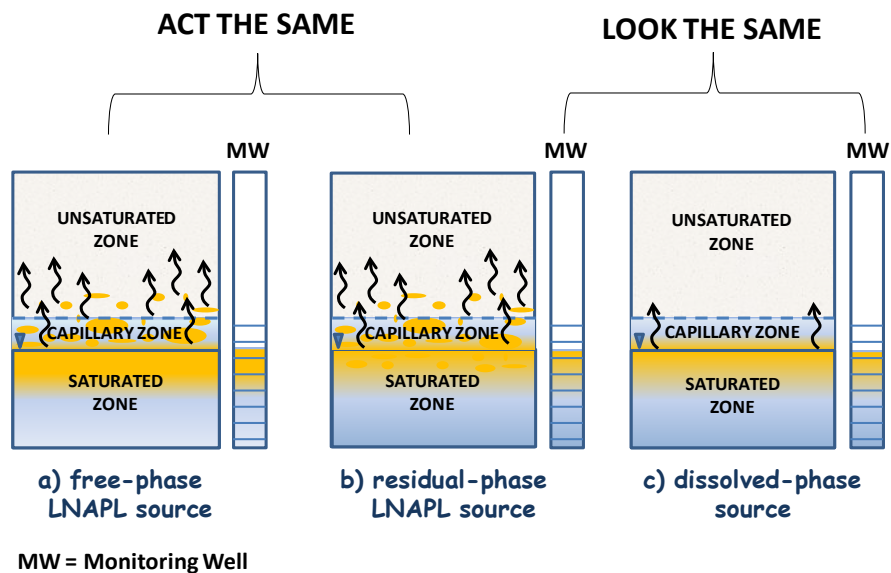 ACT THE SAME
LOOK THE SAME
MW
MW
MW
UNSATURATED
ZONE
CAPILLARY ZONE
SATURATED
ZONE
UNSATURATED
ZONE
CAPILLARY ZONE
SATURATED
ZONE
UNSATURATED
ZONE
CAPILLARY ZONE
SATURATED
ZONE
a) free-phase
LNAPL source
b) residual-phase
LNAPL source
c) dissolved-phase
source
MW = Monitoring Well